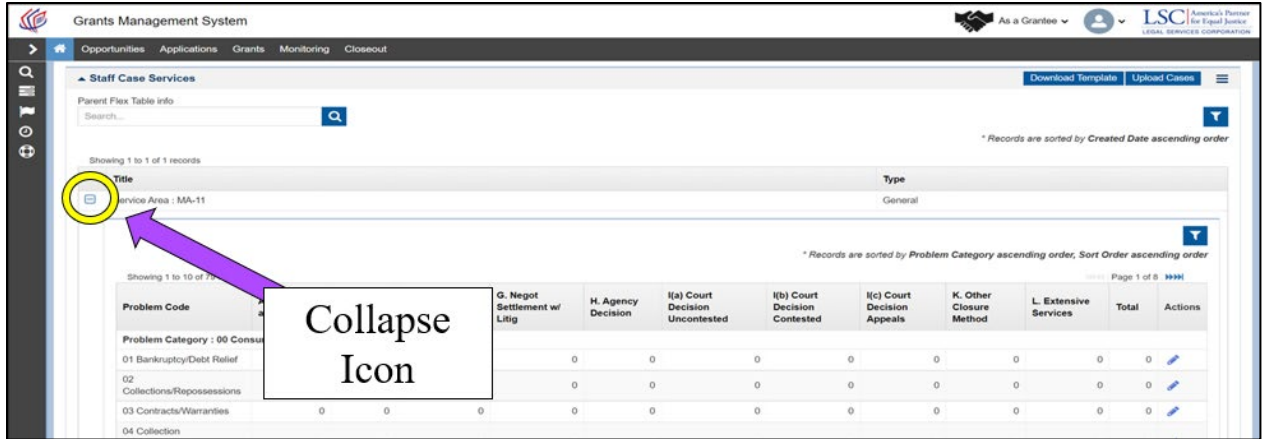 Grants Management System
As a Grantee
LSC America's Partner for Equal Justice
LEGAL SERVICES CORPORATION
Opportunities Applications Grants Monitoring Closeout
Staff Case Services
Download Template Upload Cases
Parent Flex Table info
Search...
* Records are sorted by Created Date ascending order
Showing 1 to 1 of 1 records
Title Type
Service Area : MA-11 General
* Records are sorted by Problem Category ascending order, Sort Order ascending order
Showing 1 to 10 of 79
Page 1 of 8
Problem Code G. Negot Settlement w/ Litig H. Agency Decision I(a) Court Decision Uncontested I(b) Court Decision Contested I(c) Court Decision Appeals K. Other Closure Method L. Extensive Services Total Actions
Problem Category : 00
01 Bankruptcy/Debt Relief 0 0 0 0 0 0 0 0
02 Collections/Repossessions 0 0 0 0 0 0 0 0
03 Contracts/Warranties 0 0 0 0 0 0 0 0 0 0 0
04 Collection
Collapse
Icon